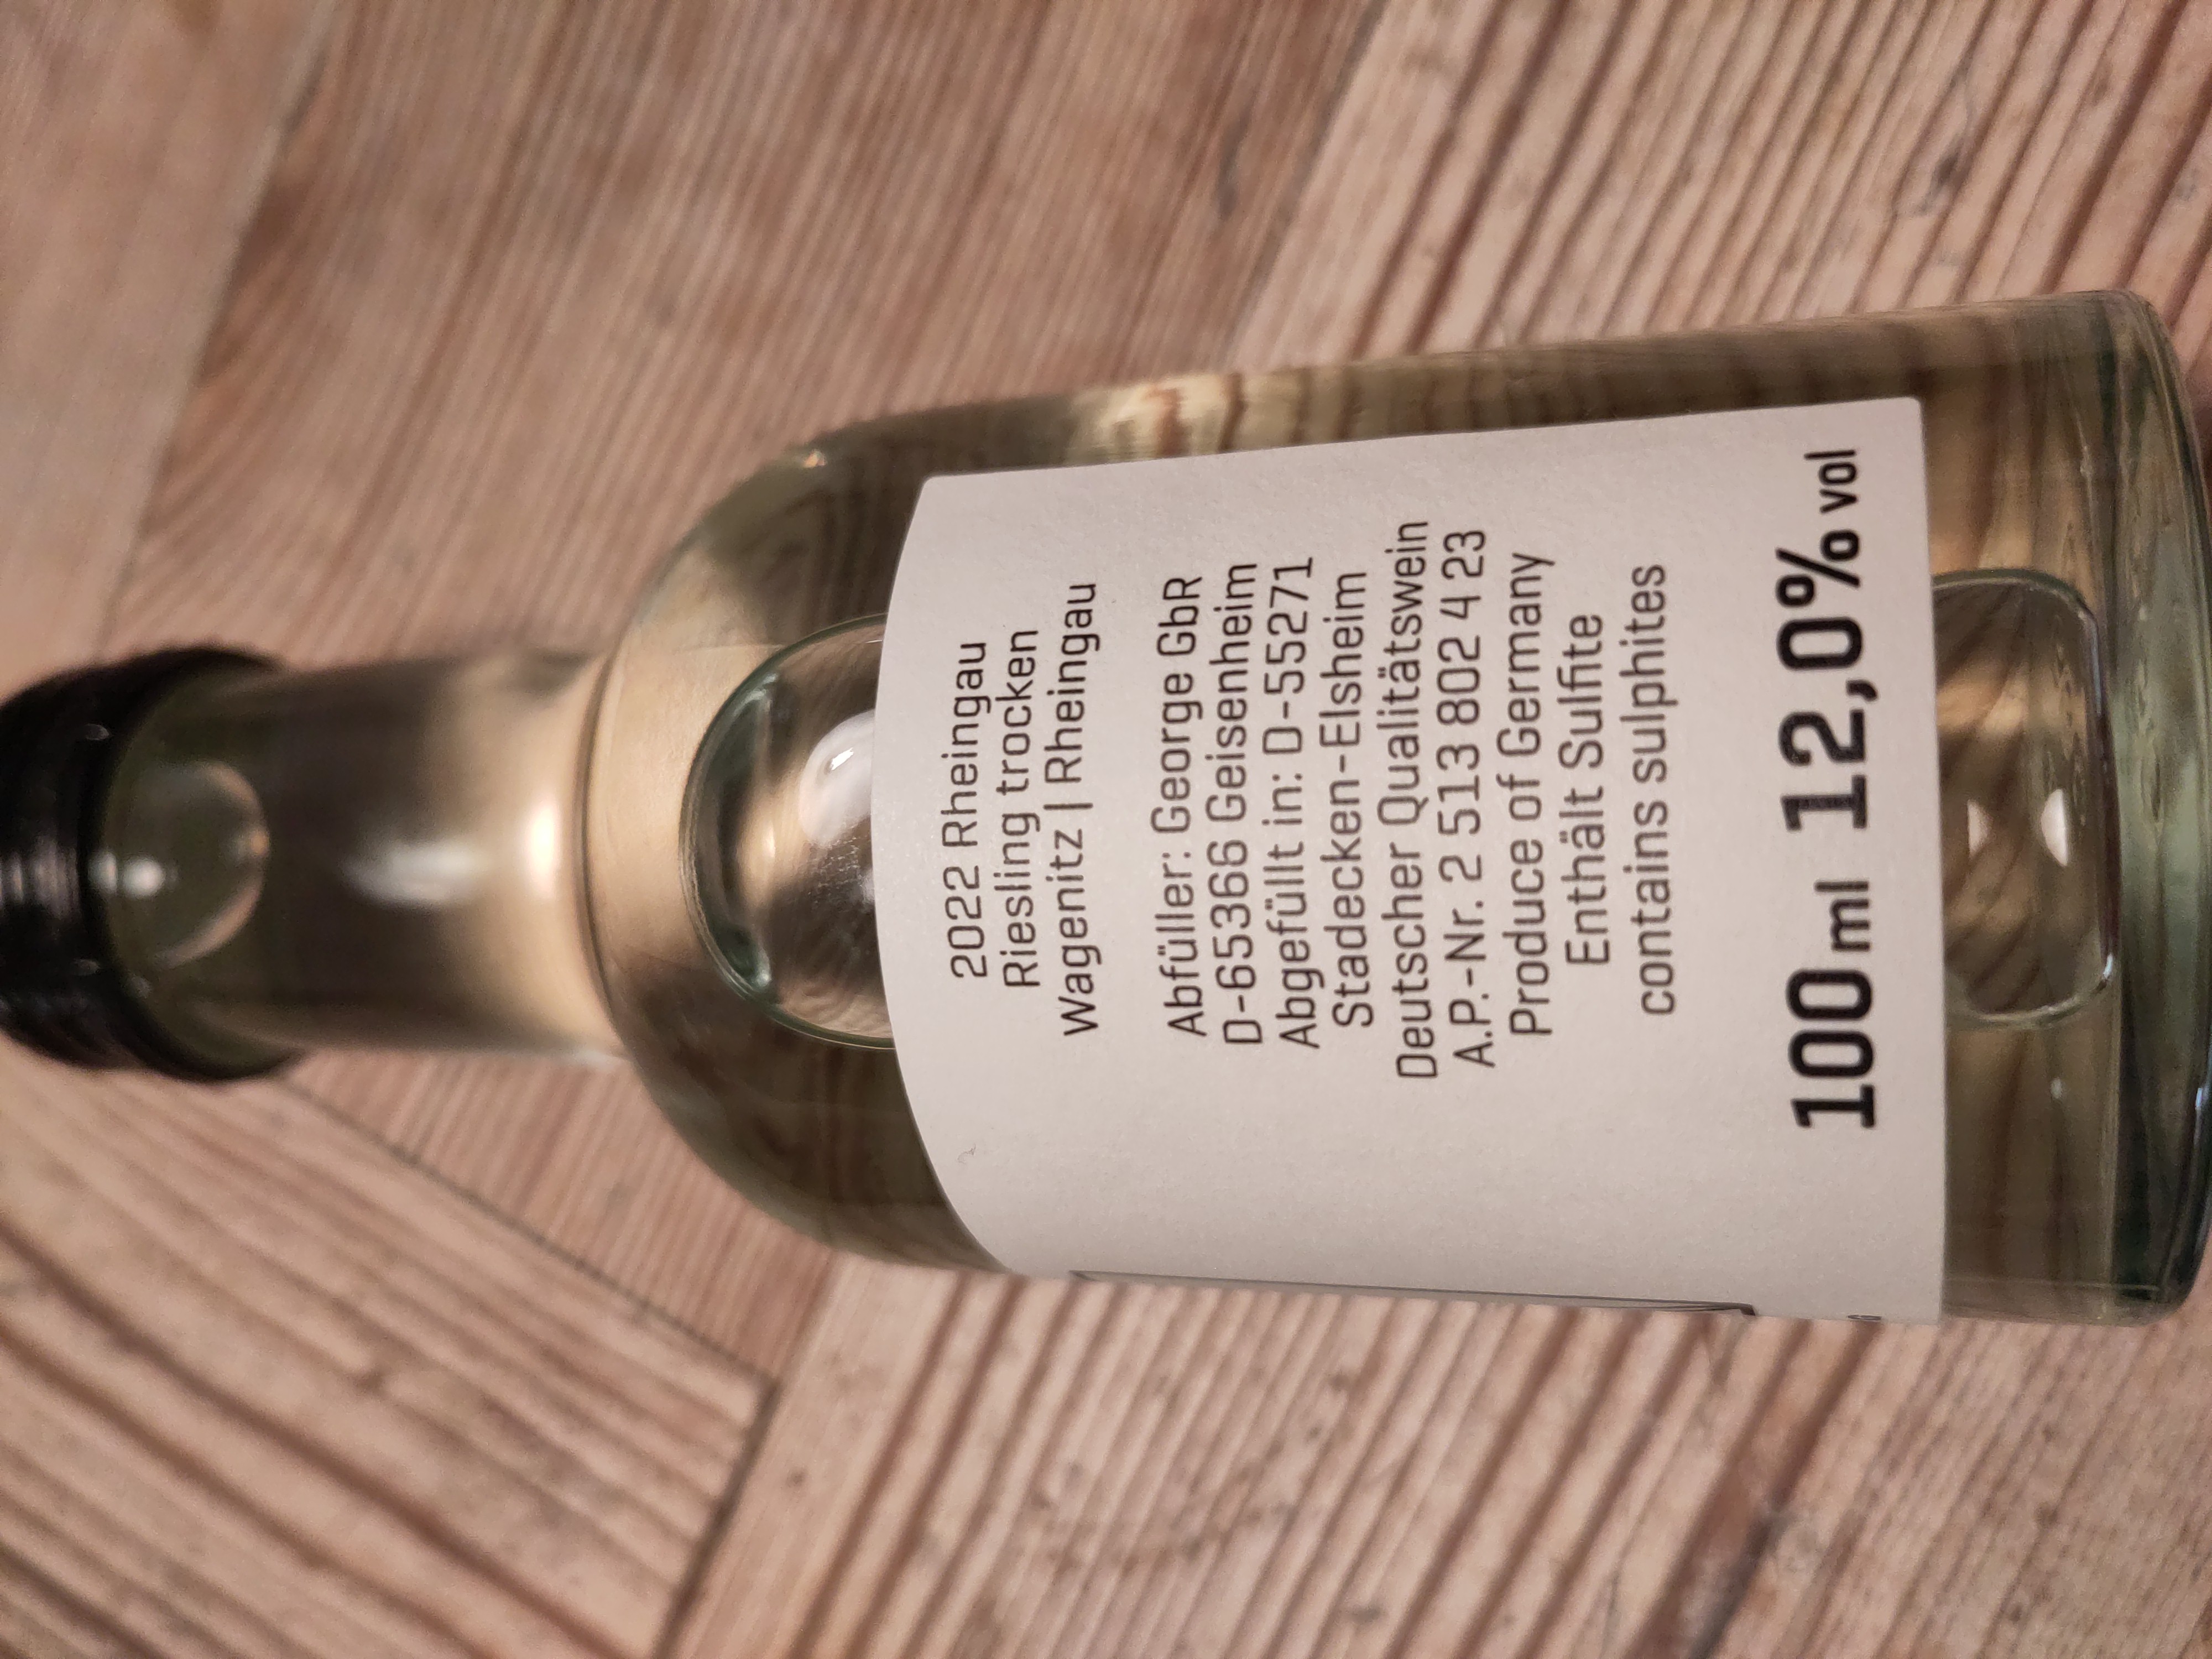 2022 Rheingau
Riesling trocken
Wagenitz | Rheingau
Abfüller: George GbR
D-65366 Geisenheim
Abgefüllt in: D-55271
Stadecken-Elsheim
Deutscher Qualitätswein
A.P.-Nr. 2 513 802 4 23
Produce of Germany
Enthält Sulfite
contains sulphites
100 ml 12,0% vol